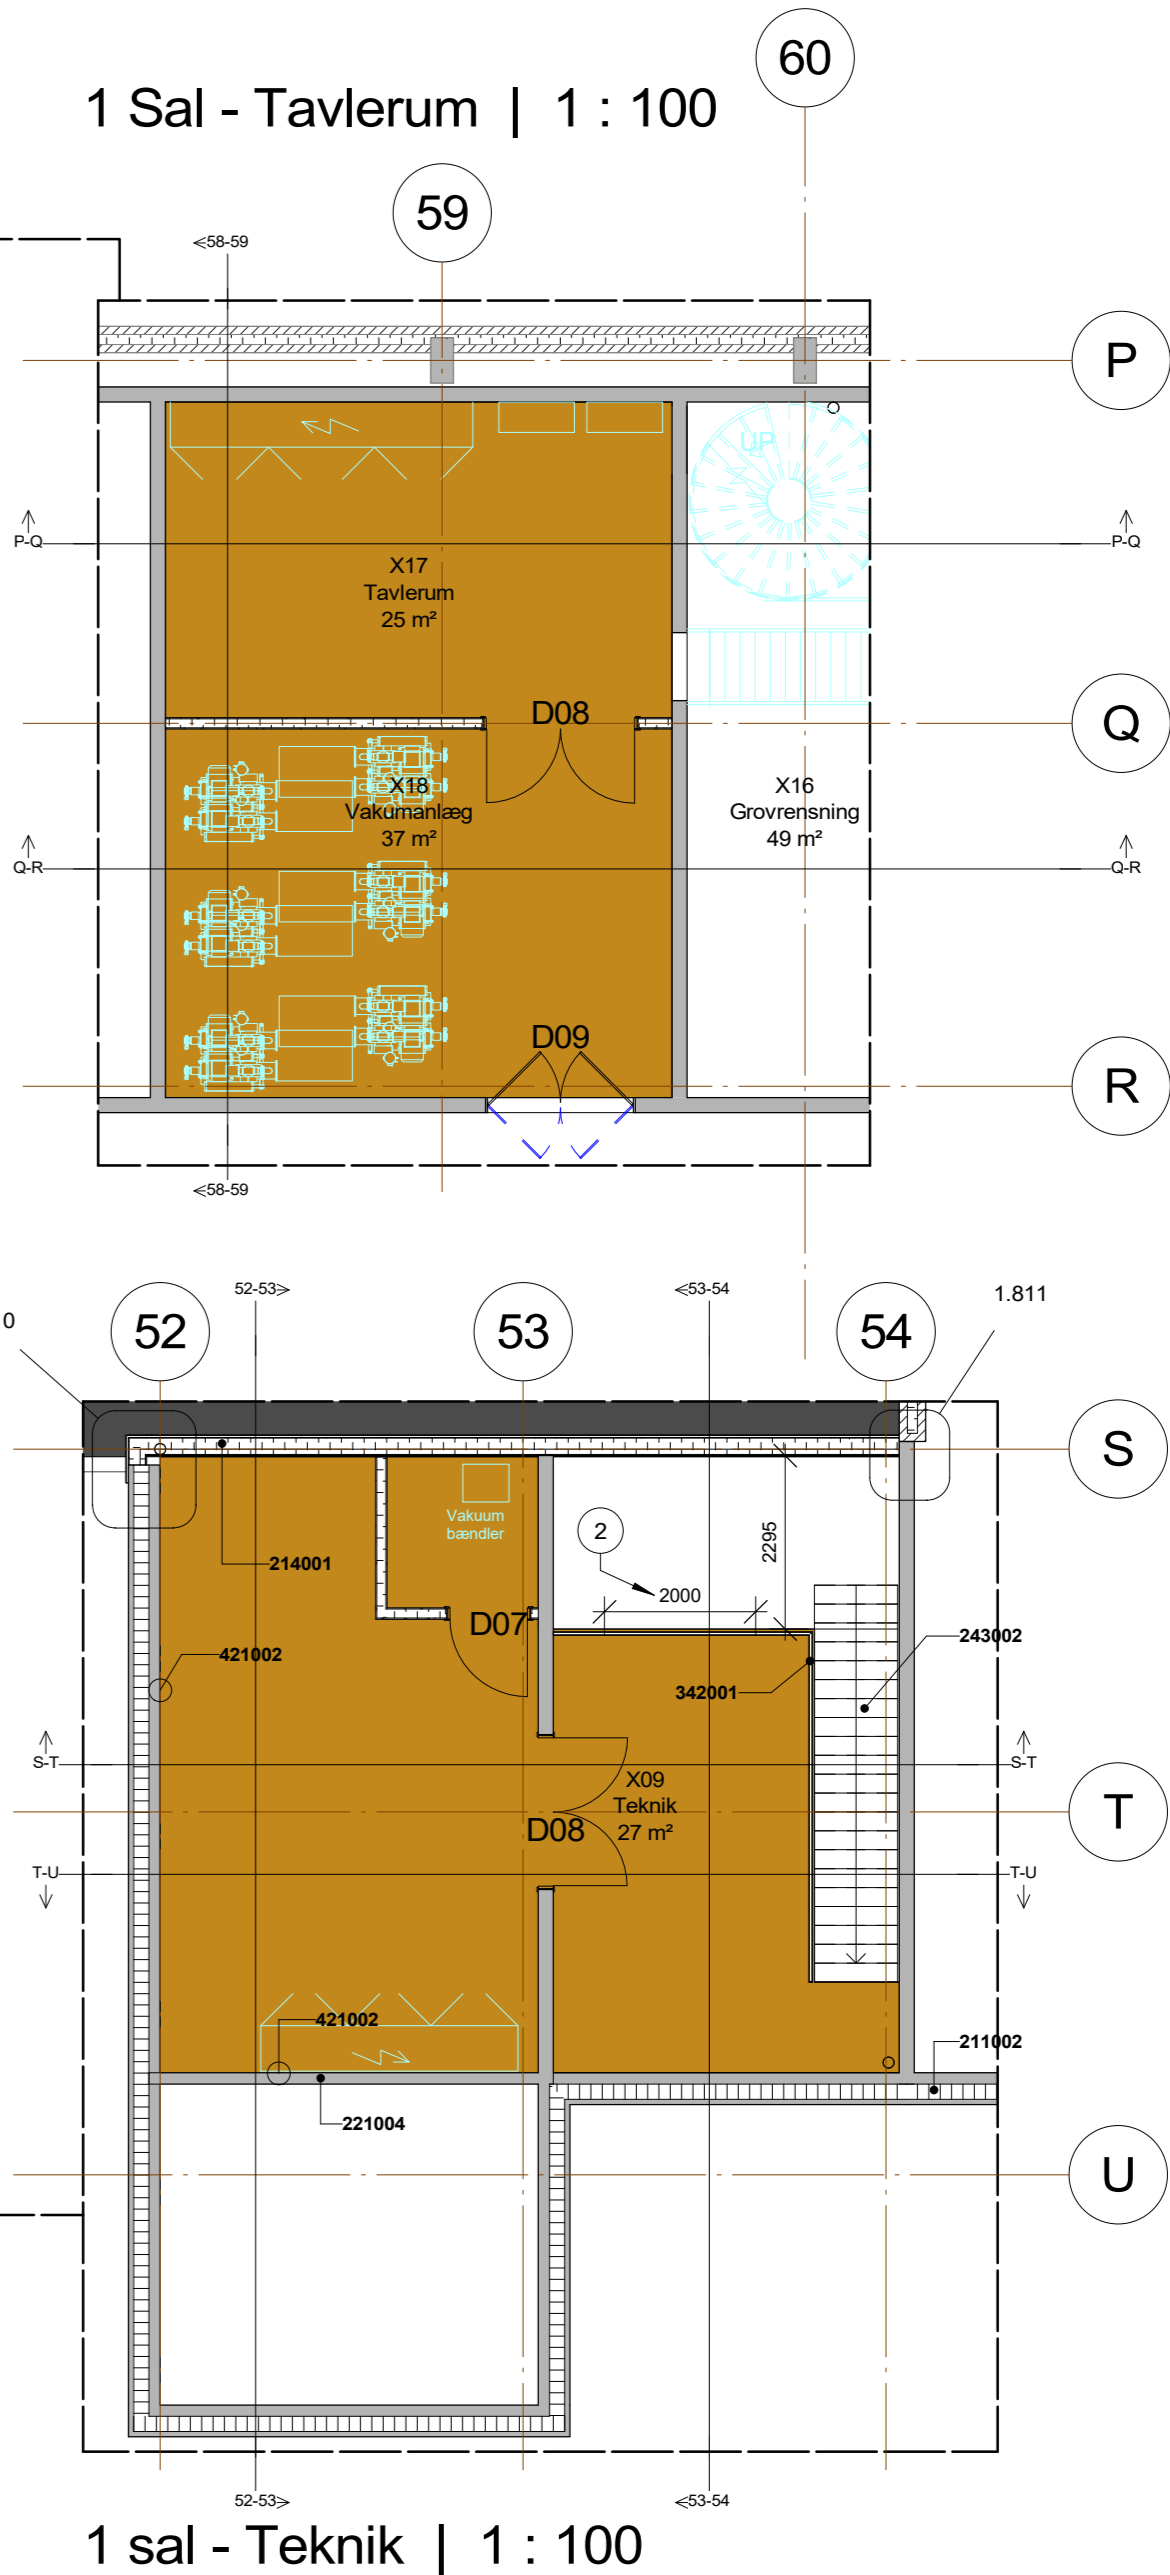 60
1 Sal - Tavlerum | 1 : 100
59
58-59
P
UP
P-Q
P-Q
X17
Tavlerum
25 m²
D08
Q
X18
Vakumanlæg
37 m²
X16
Grovrensning
49 m²
Q-R
Q-R
D09
R
58-59
52-53
53-54
1.811
0
52
53
54
S
Vakuum
bændler
2
2295
214001
2000
D07
243002
421002
342001
S-T
S-T
X09
Teknik
27 m²
T
D08
T-U
T-U
421002
211002
221004
U
52-53
53-54
1 sal - Teknik | 1 : 100